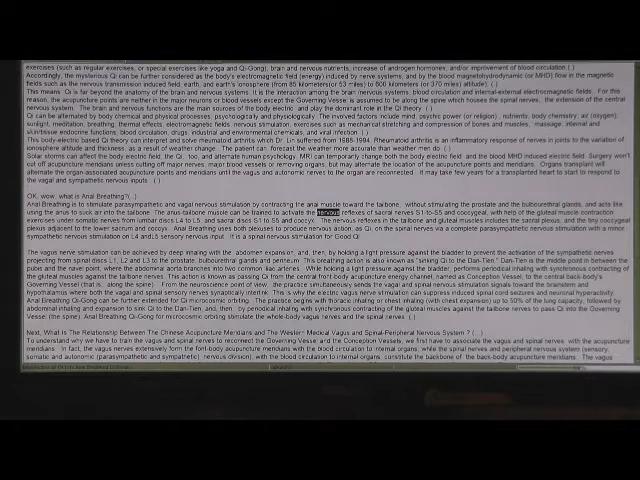 exercises (such as regular exercises, or special exercises like yoga and Qi-Gong), brain and nervous nutrients, increase of androgen hormones, and/or improvement of blood circulation.(.)
Accordingly, the mysterious Qi can be further considered as the body's electromagnetic field (energy) induced by nerve systems, and by the blood magnetohydrodynamic (or MHD) flow in the magnetic
fields such as the nervous transmission induced field, earth, and earth's ionosphere (from 85 kilometers(or 53 miles) to 600 kilometers (or 370 miles) altitude).(.)
This means Qi is far beyond the anatomy of the brain and nervous systems. It is the interaction among the brain nervous systems, blood circulation and internal-external electromagnetic fields. For this
reason, the acupuncture points are neither in the major neurons or blood vessels except the Governing Vessel is assumed to be along the spine which houses the spinal nerves, the extension of the central
nervous system. The brain and nervous functions are the main sources of the body electric and play the dominant role in the Qi theory. (.)
Qi can be alternated by body chemical and physical processes, psychologically and physiologically. The involved factors include mind, psychic power (or religion), nutrients, body chemistry, air (oxygen),
sunlight, meditation, breathing, thermal effects, electromagnetic fields, nervous stimulation, exercises such as mechanical stretching and compression of bones and muscles, massage, internal and
skin/tissue endocrine functions, blood circulation, drugs, industrial and environmental chemicals, and viral infection. (.)
This body electric based Qi theory can interpret and solve rheumatoid arthritis which Dr. Lin suffered from 1986-1994. Rheumatoid arthritis is an inflammatory response of nerves in joints to the variation of
ionosphere altitude and thickness, as a result of weather change. The patient can foresight the weather more accurate than weather men do. (.)
Solar storms can affect the body electric field, the Qi, too, and alternate human psychology. MRI can temporarily change both the body electric field and the blood MHD induced electric field. Surgery won't
cut off acupuncture meridians unless cutting off major nerves, major blood vessels or removing organs, but may alternate the location of the acupuncture points and meridians. Organs transplant will
alternate the organ-associated acupuncture points and meridians until the vagus and autonomic nerves to the organ are reconnected. It may take few years for a transplanted heart to start to respond to
the vagal and sympathetic nervous inputs. (.)
OK, wow, what is Anal Breathing?(..)
Anal Breathing is to stimulate parasympathetic and vagal nervous stimulation by contracting the anal muscle toward the tailbone, without stimulating the prostate and the bulbourethral glands, and acts like
using the anus to suck air into the tailbone. The anus-tailbone muscle can be trained to activate the nervous reflexes of sacral nerves S1-to-S5 and coccygeal, with help of the gluteal muscle contraction
exercises under somatic nerves from lumbar discs L4 to L5, and sacral discs S1 to S5 and coccyx. The nervous reflexes in the tailbone and gluteal muscles includes the sacral plexus, and the tiny coccygeal
plexus adjacent to the lower sacrum and coccyx. Anal Breathing uses both plexuses to produce nervous action, as Qi, on the spinal nerves via a complete parasympathetic nervous stimulation with a minor
sympathetic nervous stimulation on L4 and L5 sensory nervous input. It is a spinal nervous stimulation for Good Qi
The vagus nerve stimulation can be achieved by deep inhaling with the abdomen expansion, and, then, by holding a light pressure against the bladder to prevent the activation of the sympathetic nerves
projecting from spinal discs L1, L2 and L3 to the prostate, bulbourethral glands and perineum. This breathing action is also known as "sinking Qi to the Dan-Tien." Dan-Tien is the middle point in between the
pubis and the navel point, where the abdominal aorta branches into two common iliac arteries. While holding a light pressure against the bladder, performs periodical inhaling with synchronical contracting of
the gluteal muscles against the tailbone. This action is known as passing Qi from the Central peripheral energy channel, named as Conception Vessel, to the Central back-body energy channel, the
Governing Vessel (that is, along the spine). From the neuroscience point of view, the practice simultaneously sends the vagal and spinal nervous stimulation signals toward the brainstem and
hypothalamus where both the vagal and spinal sensory nerves synaptically interlink. This is why the electric vagus nerve stimulation can suppress injury induced spinal cord seizures and neural hyperactivity.
Anal Breathing Qi-Gong can be further extended for Qi microcosmic orbiting. The practice begins with thoracic inhaling or chest inhaling (with chest expansion) up to 50% of the lung capacity, followed by
abdominal inhaling and expansion to sink Qi to the Dan-Tien, and, then, by periodical inhaling with synchronical contracting of the gluteal muscles against the tailbone to pass Qi into the Governing
Vessel (the spine). Anal Breathing Qi-Gong for microcosmic orbiting stimulate the whole-body vagus nerves and the spinal nerves. (.)
Next, What Is The Relationship Between The Chinese Acupuncture Meridians and The Western Medical Vagus and Spinal-Peripheral Nervous System ? (...)
To understand why we have to train the vagus and spinal nerves to reconnect the Governing Vessel and the Conception Vessels, we first have to associate the vagus and spinal nerves, with the acupuncture
meridians. In fact, the vagus nerves extensively form the font-body acupuncture meridians with the blood circulation to internal organs, while the spinal nerves and peripheral nervous system (sensory,
somatic and autonomic (parasympathetic and sympathetic) nervous division), with the blood circulation to internal organs, constitute the backbone of the back-body acupuncture meridians. The vagus